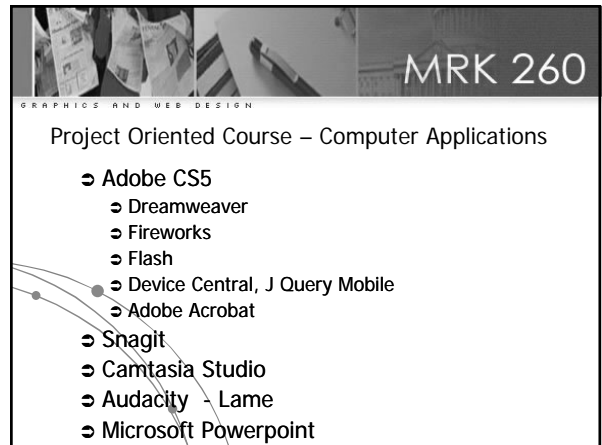 MRK 260
GRAPHICS AND WEB DESIGN
Project Oriented Course – Computer Applications
➲ Adobe CS5
➲ Dreamweaver
➲ Fireworks
➲ Flash
➲ Device Central, J Query Mobile
➲ Adobe Acrobat
➲ Snagit
➲ Camtasia Studio
➲ Audacity - Lame
➲ Microsoft Powerpoint